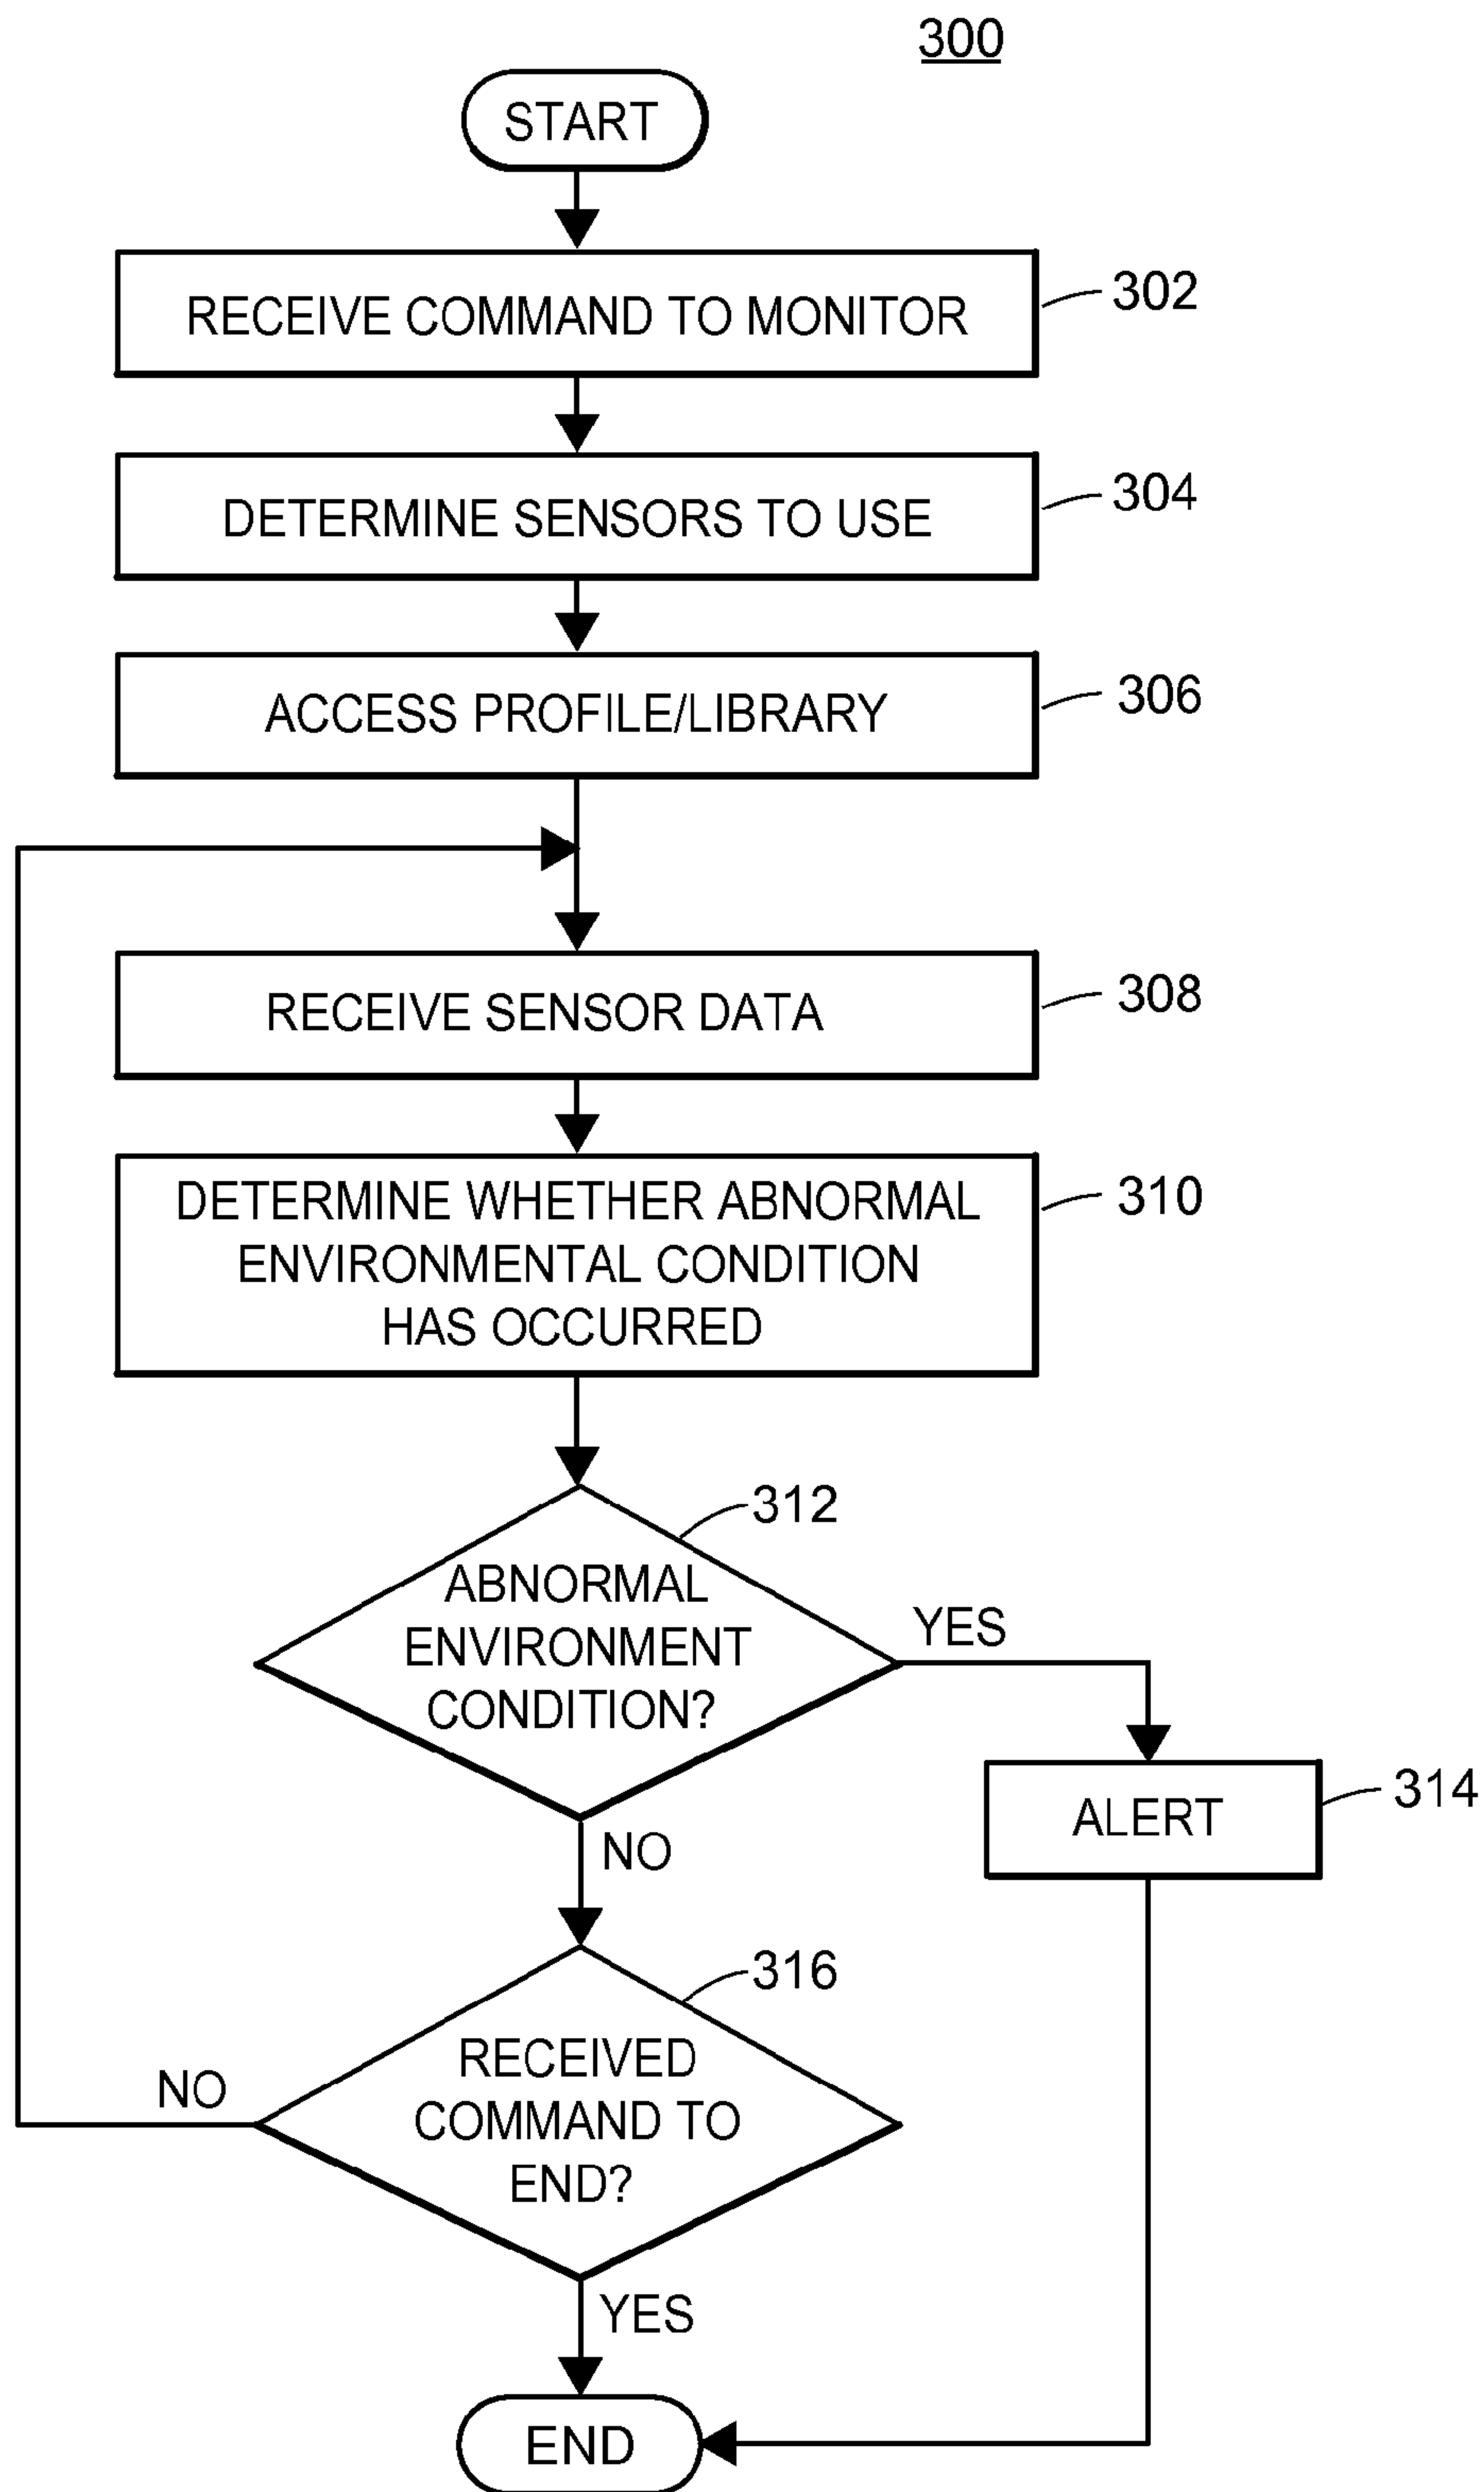 300
START
RECEIVE COMMAND TO MONITOR
302
DETERMINE SENSORS TO USE
304
ACCESS PROFILE/LIBRARY
306
RECEIVE SENSOR DATA
308
DETERMINE WHETHER ABNORMAL
ENVIRONMENTAL CONDITION
HAS OCCURRED
310
312
ABNORMAL
ENVIRONMENT
CONDITION?
YES
ALERT
314
NO
316
RECEIVED
COMMAND TO
END?
NO
YES
END